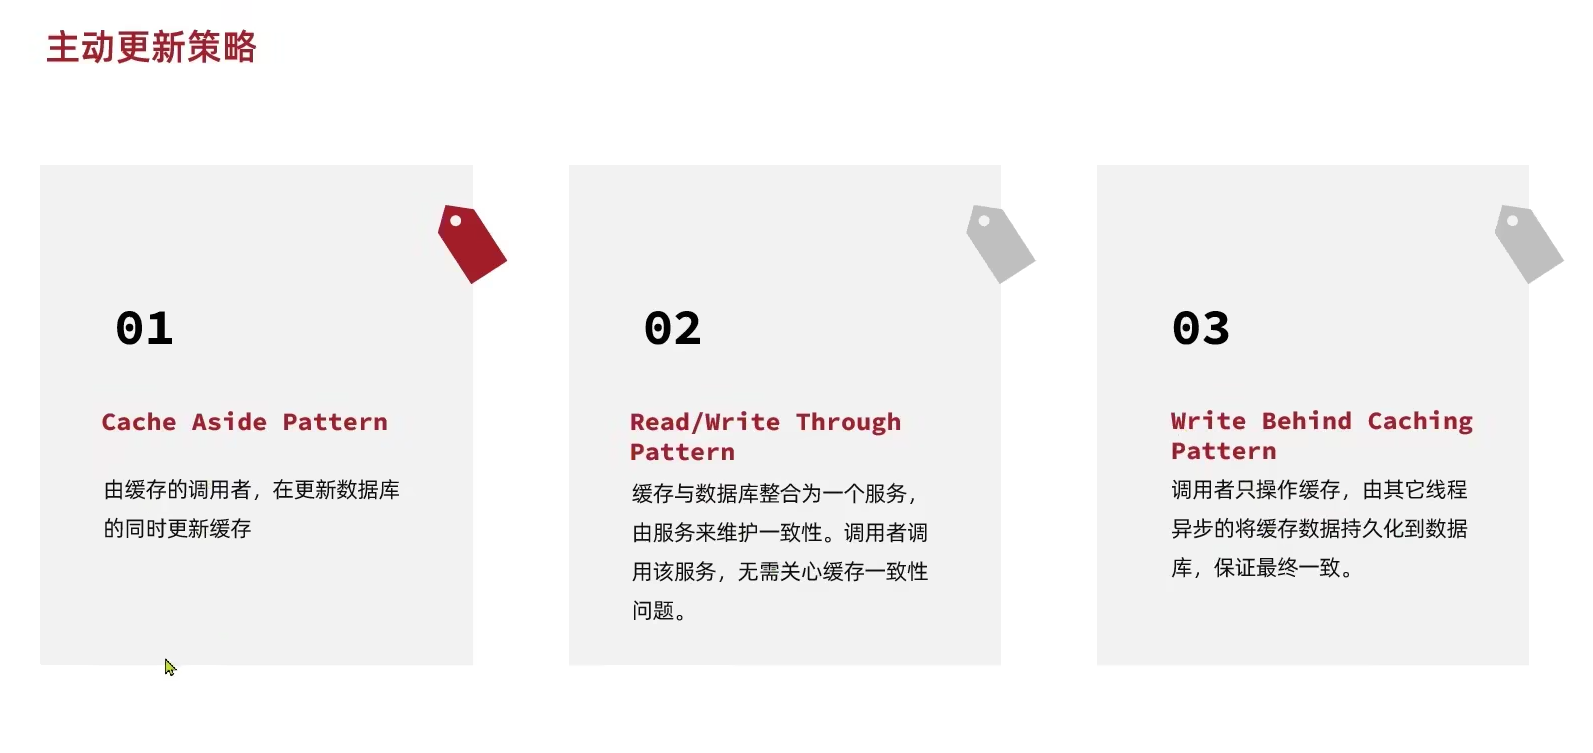 主动更新策略
01
Cache Aside Pattern
由缓存的调用者，在更新数据库
的同时更新缓存
02
Read/Write Through
Pattern
缓存与数据库整合为一个服务，
由服务来维护一致性。调用者调
用该服务，无需关心缓存一致性
问题。
03
Write Behind Caching
Pattern
调用者只操作缓存，由其它线程
异步的将缓存数据持久化到数据
库，保证最终一致。